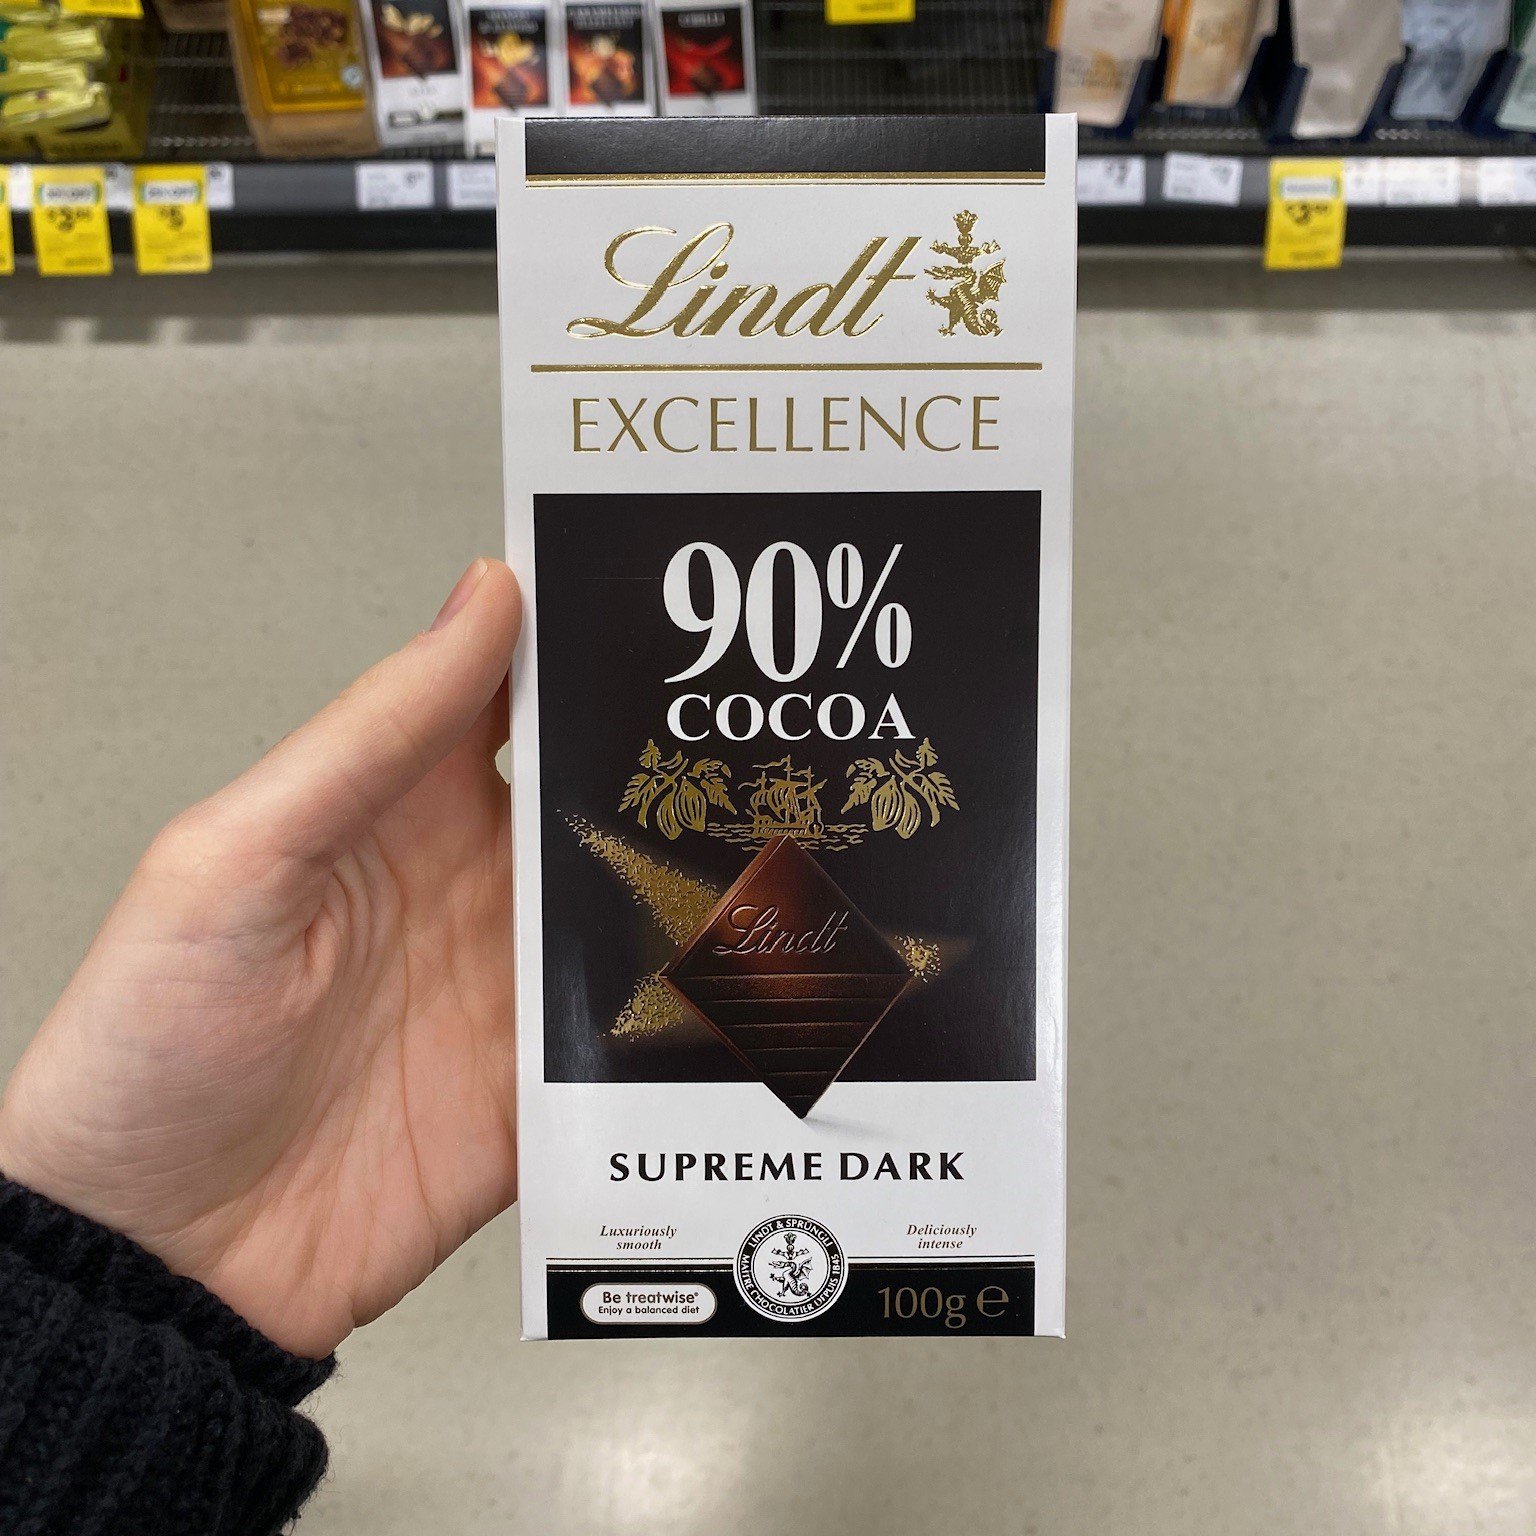 Lindt
EXCELLENCE
90%
COCOA
Lindt
SUPREME DARK
Luxuriously
smooth
Deliciously
intense
LINDT & SPRÜNGLI
MAÎTRE CHOCOLATIER DEPUIS 1845
Be treatwise®
Enjoy a balanced diet
100g ℮